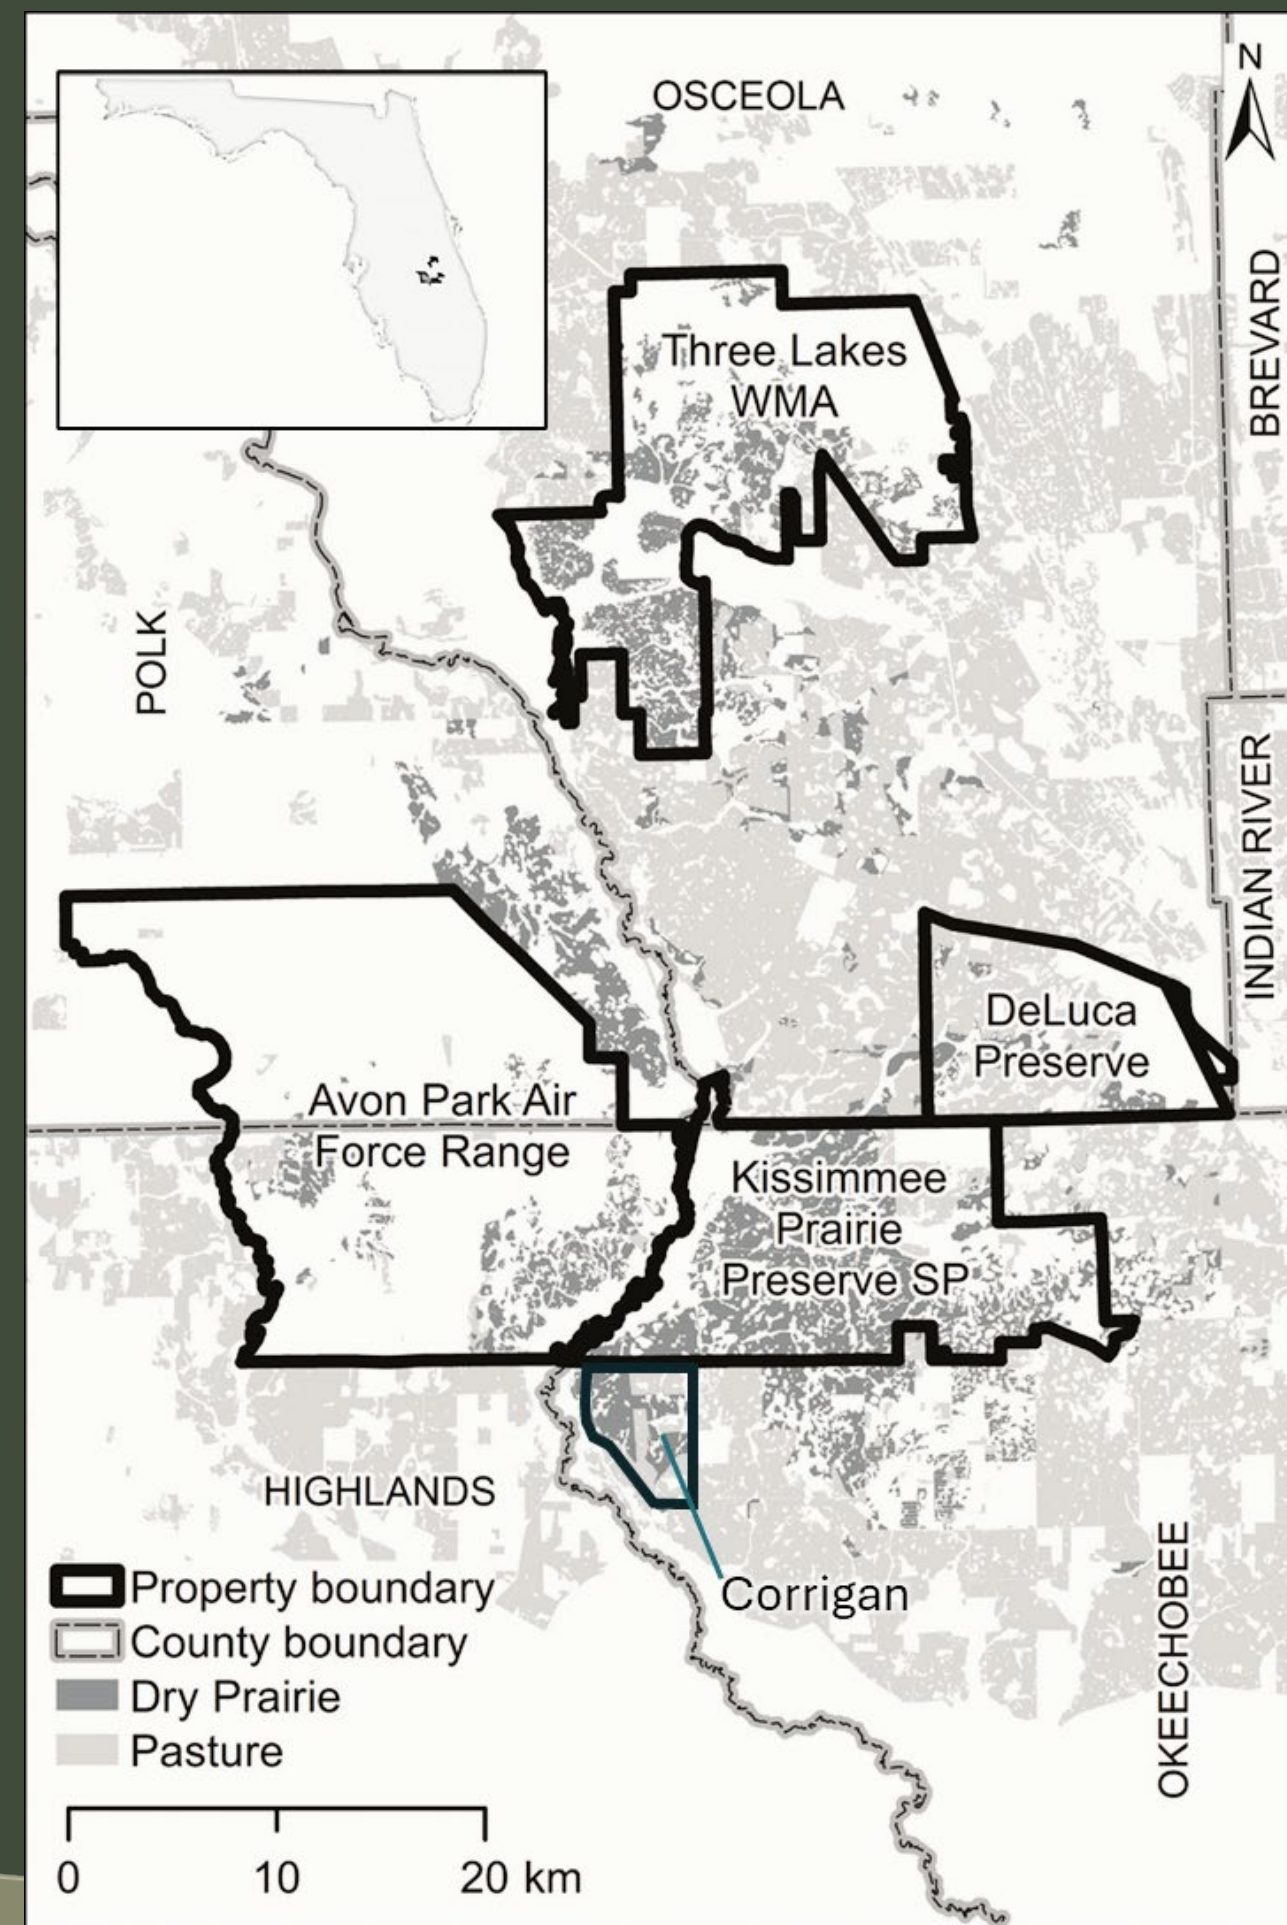 N
OSCEOLA
BREVARD
Three Lakes
WMA
POLK
INDIAN RIVER
DeLuca
Preserve
Avon Park Air
Force Range
Kissimmee
Prairie
Preserve SP
HIGHLANDS
Corrigan
OKEECHOBEE
Property boundary
County boundary
Dry Prairie
Pasture
0 10 20 km